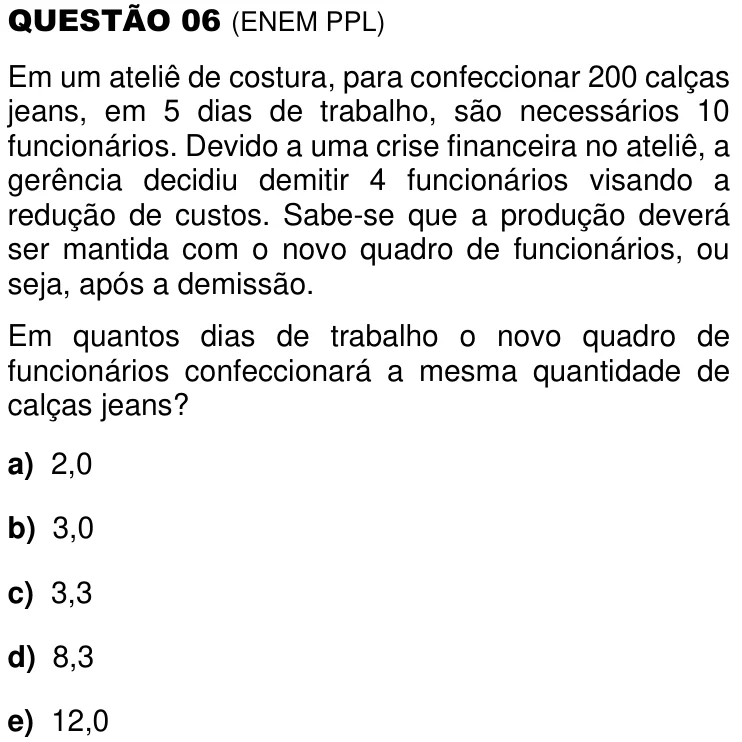 QUESTÃO 06 (ENEM PPL)
Em um ateliê de costura, para confeccionar 200 calças
jeans, em 5 dias de trabalho, são necessários 10
funcionários. Devido a uma crise financeira no ateliê, a
gerência decidiu demitir 4 funcionários visando a
redução de custos. Sabe-se que a produção deverá
ser mantida com o novo quadro de funcionários, ou
seja, após a demissão.
Em quantos dias de trabalho o novo quadro de
funcionários confeccionará a mesma quantidade de
calças jeans?
a) 2,0
b) 3,0
c) 3,3
d) 8,3
e) 12,0